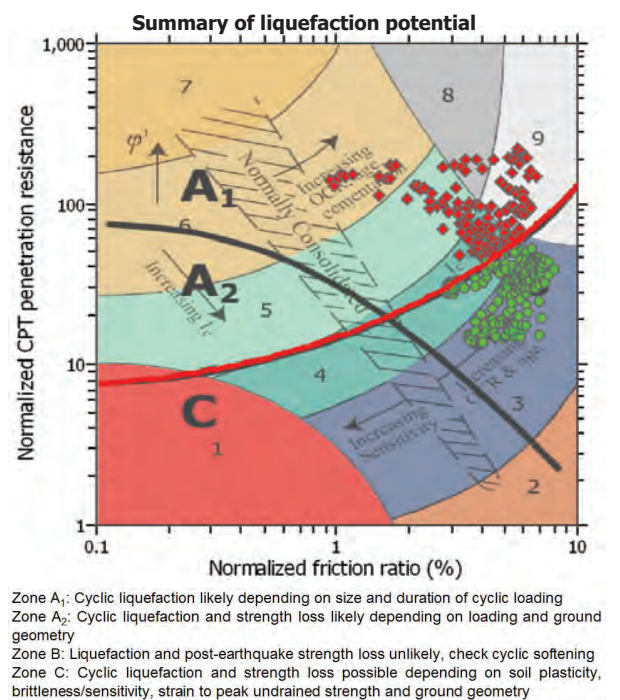 Summary of liquefaction potential
1,000
7
8
9
φ'
Increasing
OCR, age
cementation
Normally Consolidated
A1
100
6
A2
Increasing Ic
Ic
5
10
4
Increasing
OCR & age
3
C
1
Increasing
Sensitivity
2
1
0.1
1
10
Normalized CPT penetration resistance
Normalized friction ratio (%)
Zone A1: Cyclic liquefaction likely depending on size and duration of cyclic loading
Zone A2: Cyclic liquefaction and strength loss likely depending on loading and ground
geometry
Zone B: Liquefaction and post-earthquake strength loss unlikely, check cyclic softening
Zone C: Cyclic liquefaction and strength loss possible depending on soil plasticity,
brittleness/sensitivity, strain to peak undrained strength and ground geometry